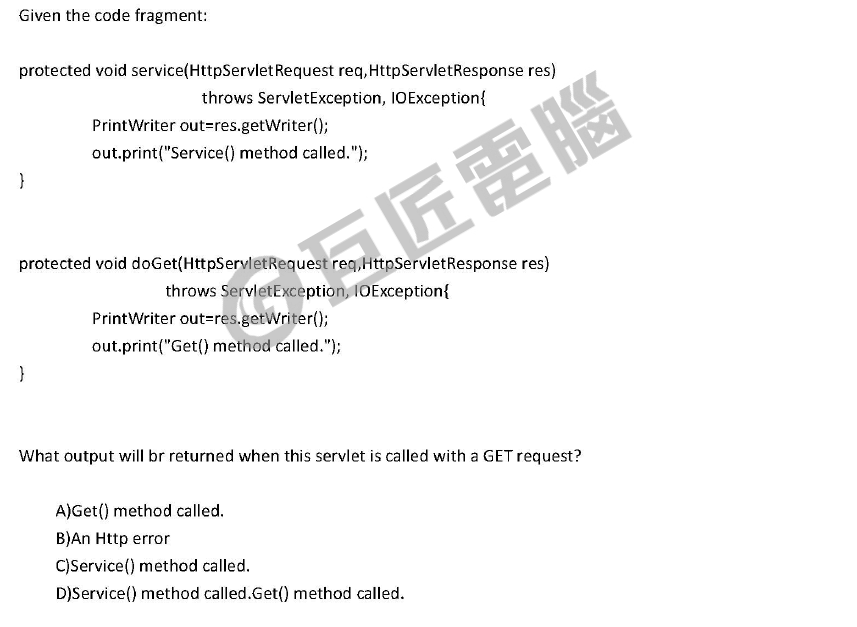 Given the code fragment:
protected void service(HttpServletRequest req,HttpServletResponse res)
throws ServletException, IOException{
PrintWriter out=res.getWriter();
out.print("Service() method called.");
}
protected void doGet(HttpServletRequest req,HttpServletResponse res)
throws ServletException, IOException{
PrintWriter out=res.getWriter();
out.print("Get() method called.");
}
巨匠電腦
What output will br returned when this servlet is called with a GET request?
A)Get() method called.
B)An Http error
C)Service() method called.
D)Service() method called.Get() method called.